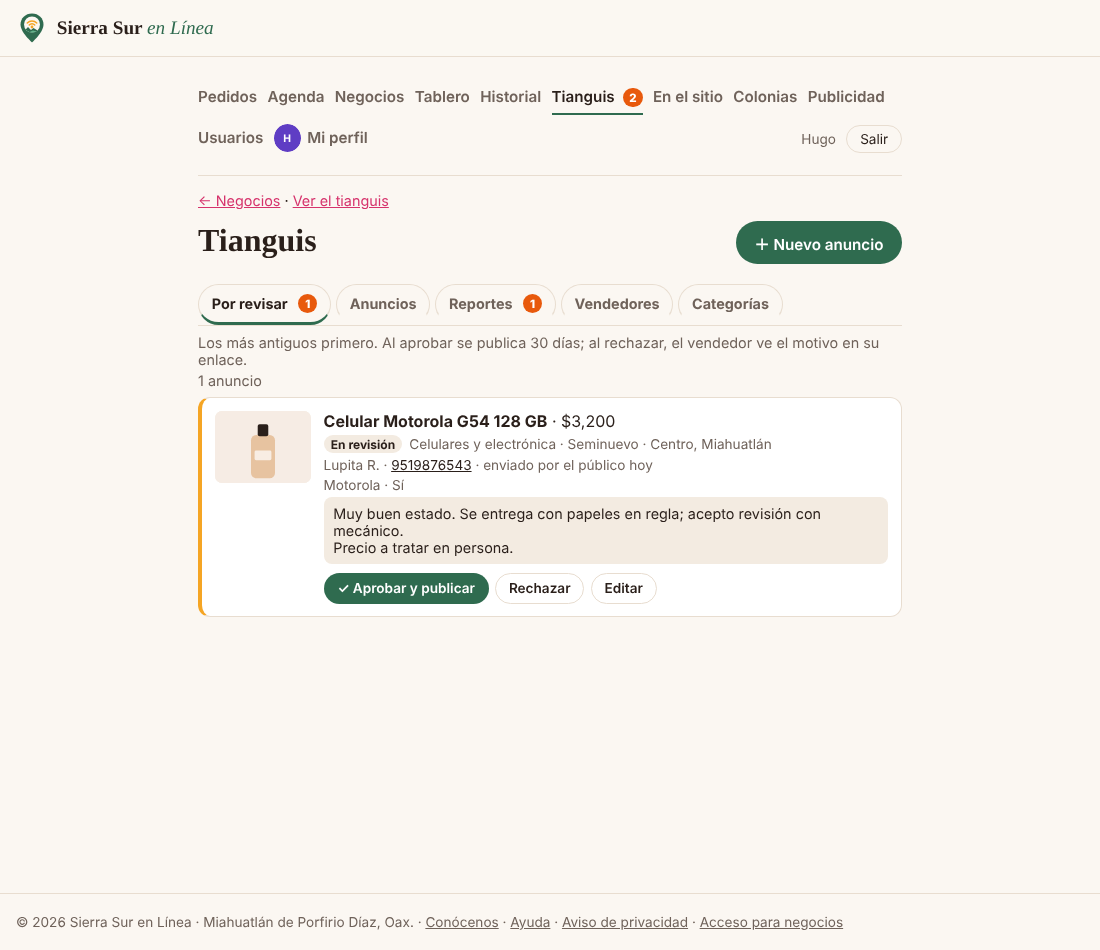 Sierra Sur en Línea
Pedidos Agenda Negocios Tablero Historial Tianguis 2 En el sitio Colonias Publicidad
Usuarios H Mi perfil Hugo Salir
← Negocios · Ver el tianguis
Tianguis
+ Nuevo anuncio
Por revisar 1 Anuncios Reportes 1 Vendedores Categorías
Los más antiguos primero. Al aprobar se publica 30 días; al rechazar, el vendedor ve el motivo en su
enlace.
1 anuncio
Celular Motorola G54 128 GB · $3,200
En revisión Celulares y electrónica · Seminuevo · Centro, Miahuatlán
Lupita R. · 9519876543 · enviado por el público hoy
Motorola · Sí
Muy buen estado. Se entrega con papeles en regla; acepto revisión con
mecánico.
Precio a tratar en persona.
✓ Aprobar y publicar Rechazar Editar
© 2026 Sierra Sur en Línea · Miahuatlán de Porfirio Díaz, Oax. · Conócenos · Ayuda · Aviso de privacidad · Acceso para negocios